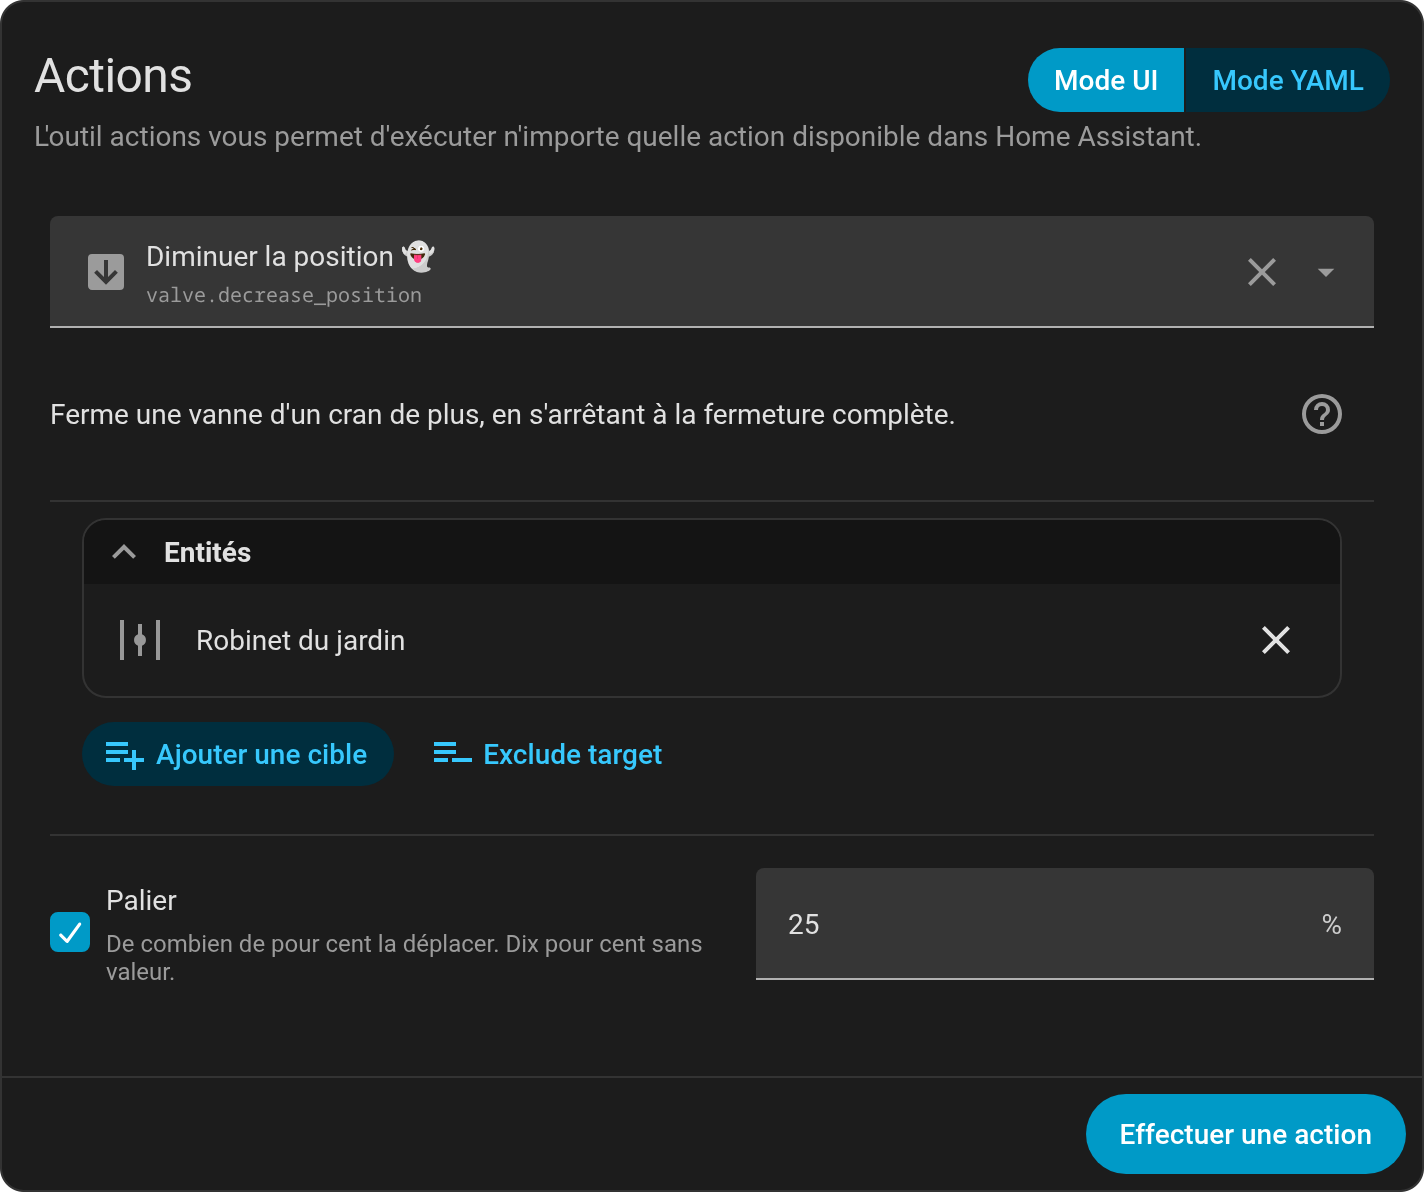 Actions
Mode UI
Mode YAML
L'outil actions vous permet d'exécuter n'importe quelle action disponible dans Home Assistant.
Diminuer la position 👻
valve.decrease_position
Ferme une vanne d'un cran de plus, en s'arrêtant à la fermeture complète.
Entités
Robinet du jardin
Ajouter une cible
Exclude target
Palier
De combien de pour cent la déplacer. Dix pour cent sans
valeur.
25
%
Effectuer une action